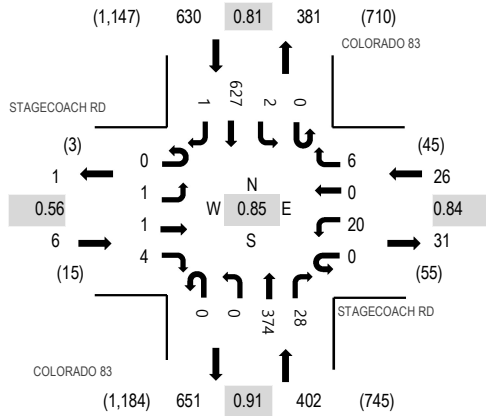 (1,147) 630 0.81 381 (710)
COLORADO 83
1 627 2 0
STAGECOACH RD
(3)
1
0.56
6
(15)
0
1
1
4
N
W 0.85 E
S
6
0
20
0
(45)
26
0.84
31
(55)
0 0 374 28
STAGECOACH RD
COLORADO 83
(1,184) 651 0.91 402 (745)